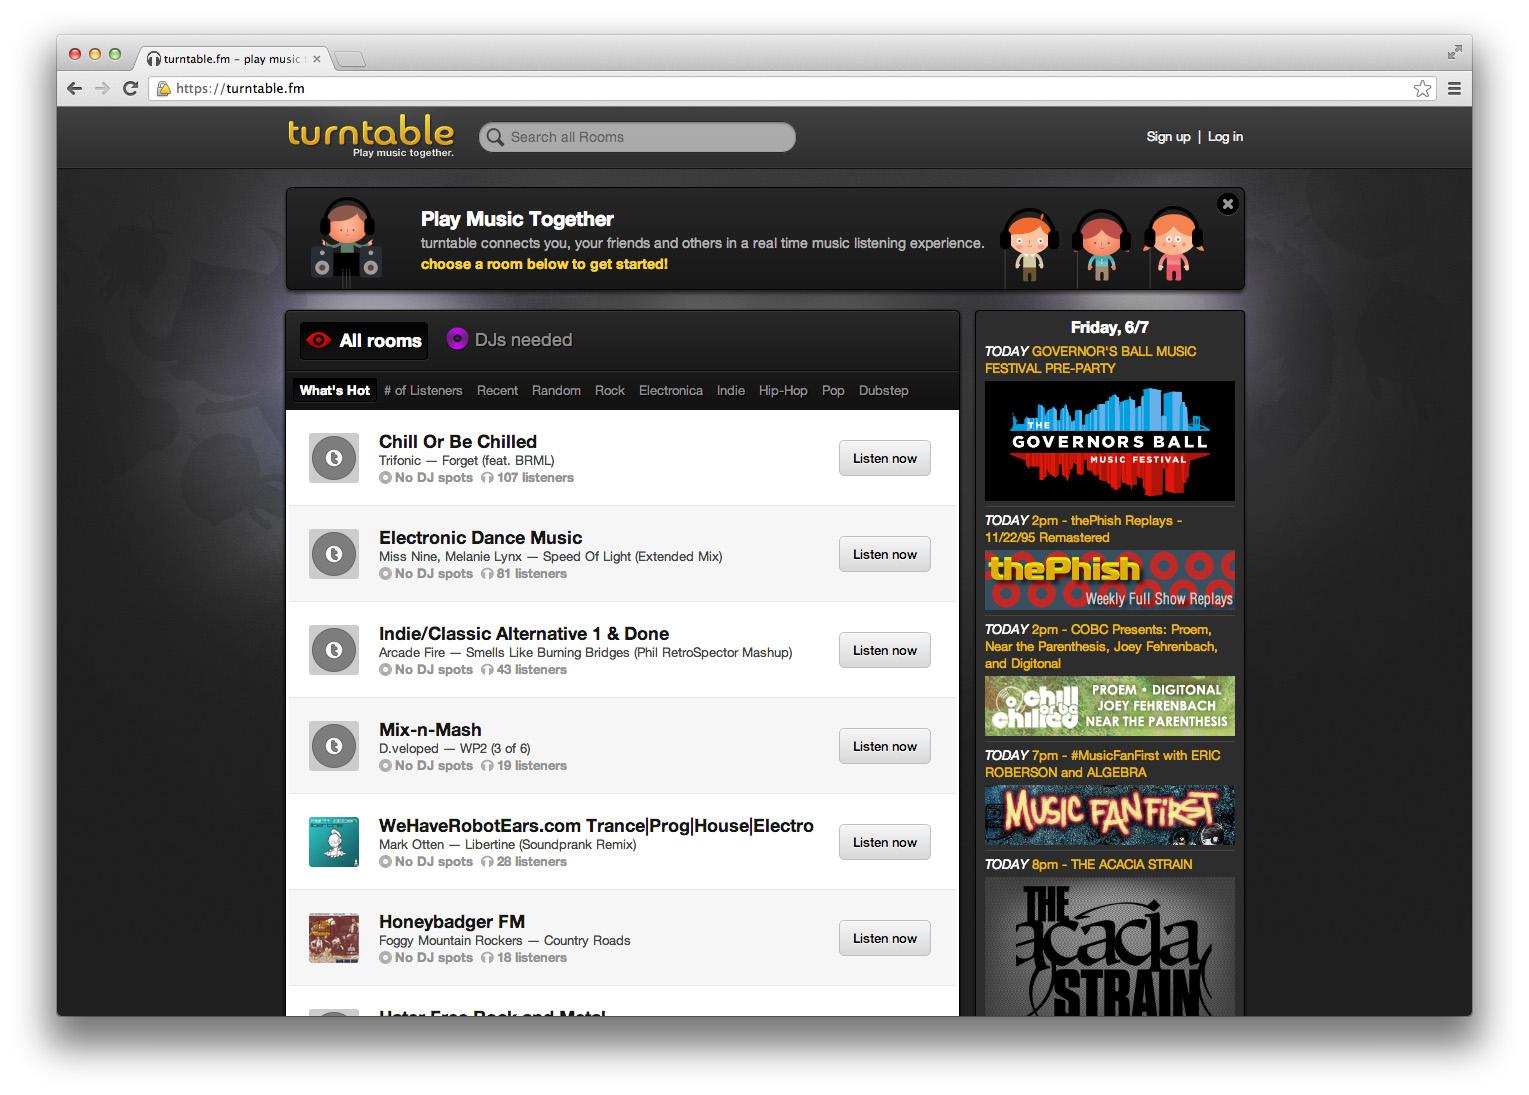 turntable.fm – play music
https://turntable.fm
turntable
Play music together.
Search all Rooms
Sign up | Log in
Play Music Together
turntable connects you, your friends and others in a real time music listening experience.
choose a room below to get started!
All rooms
DJs needed
What's Hot # of Listeners Recent Random Rock Electronica Indie Hip-Hop Pop Dubstep
Chill Or Be Chilled
Trifonic — Forget (feat. BRML)
No DJ spots 107 listeners
Listen now
Electronic Dance Music
Miss Nine, Melanie Lynx — Speed Of Light (Extended Mix)
No DJ spots 81 listeners
Listen now
Indie/Classic Alternative 1 & Done
Arcade Fire — Smells Like Burning Bridges (Phil RetroSpector Mashup)
No DJ spots 43 listeners
Listen now
Mix-n-Mash
D.veloped — WP2 (3 of 6)
No DJ spots 19 listeners
Listen now
WeHaveRobotEars.com Trance|Prog|House|Electro
Mark Otten — Libertine (Soundprank Remix)
No DJ spots 28 listeners
Listen now
Honeybadger FM
Foggy Mountain Rockers — Country Roads
No DJ spots 18 listeners
Listen now
Hater Free Rock and Metal
Friday, 6/7
TODAY GOVERNOR'S BALL MUSIC
FESTIVAL PRE-PARTY
THE
GOVERNORS BALL
MUSIC FESTIVAL
TODAY 2pm - thePhish Replays -
11/22/95 Remastered
thePhish
Weekly Full Show Replays
TODAY 2pm - COBC Presents: Proem,
Near the Parenthesis, Joey Fehrenbach,
and Digitonal
chill
or be
chilled
PROEM • DIGITONAL
JOEY FEHRENBACH
NEAR THE PARENTHESIS
TODAY 7pm - #MusicFanFirst with ERIC
ROBERSON and ALGEBRA
MUSIC FAN FIRST
TODAY 8pm - THE ACACIA STRAIN
THE
acacia
STRAIN